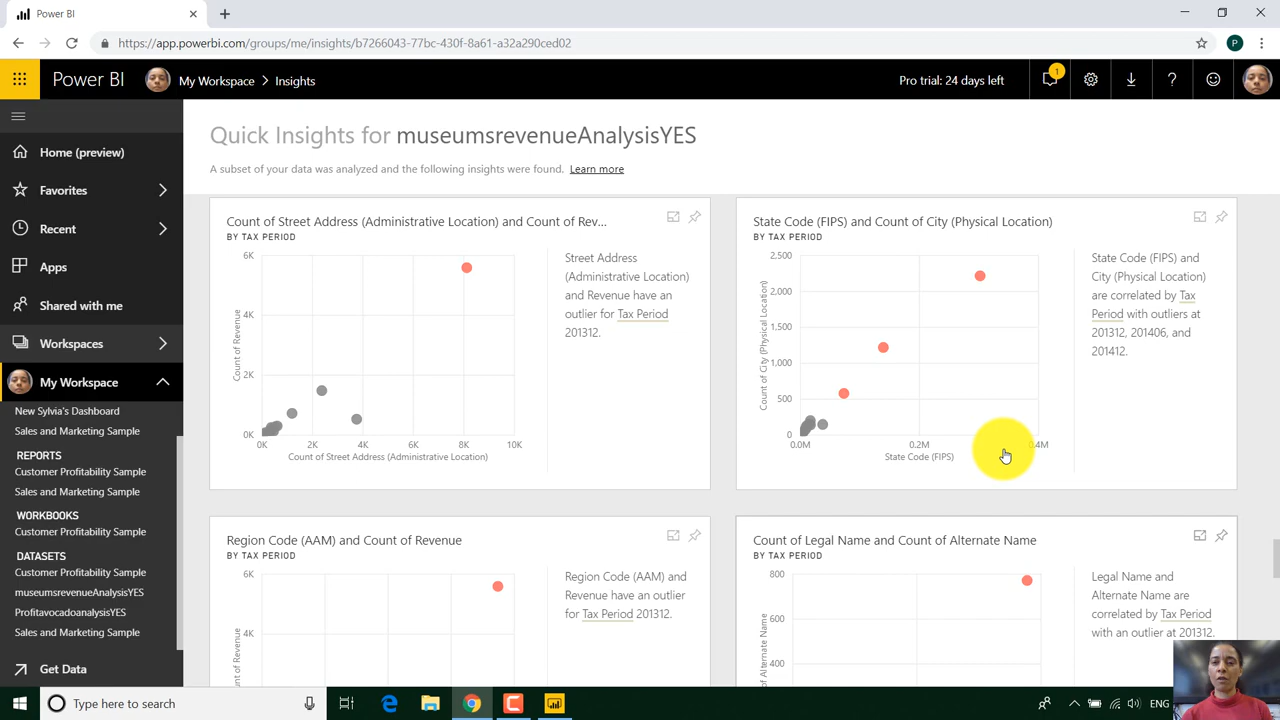 Power BI
https://app.powerbi.com/groups/me/insights/b7266043-77bc-430f-8a61-a32a290ced02
P
Power BI
My Workspace > Insights
Pro trial: 24 days left
1
Home (preview)
Favorites
Recent
Apps
Shared with me
Workspaces
My Workspace
New Sylvia's Dashboard
Sales and Marketing Sample
REPORTS
Customer Profitability Sample
Sales and Marketing Sample
WORKBOOKS
Customer Profitability Sample
DATASETS
Customer Profitability Sample
museumsrevenueAnalysisYES
ProfitavocadoanalysisYES
Sales and Marketing Sample
Get Data
Quick Insights for museumsrevenueAnalysisYES
A subset of your data was analyzed and the following insights were found. Learn more
Count of Street Address (Administrative Location) and Count of Rev...
BY TAX PERIOD
6K
4K
2K
0K
Count of Revenue
0K 2K 4K 6K 8K 10K
Count of Street Address (Administrative Location)
Street Address
(Administrative Location)
and Revenue have an
outlier for Tax Period
201312.
State Code (FIPS) and Count of City (Physical Location)
BY TAX PERIOD
2,500
2,000
1,500
1,000
500
0
Count of City (Physical Location)
0.0M 0.2M 0.4M
State Code (FIPS)
State Code (FIPS) and
City (Physical Location)
are correlated by Tax
Period with outliers at
201312, 201406, and
201412.
Region Code (AAM) and Count of Revenue
BY TAX PERIOD
6K
4K
of Revenue
Region Code (AAM) and
Revenue have an outlier
for Tax Period 201312.
Count of Legal Name and Count of Alternate Name
BY TAX PERIOD
800
600
400
of Alternate Name
Legal Name and
Alternate Name are
correlated by Tax Period
with an outlier at 201312.
Type here to search
ENG